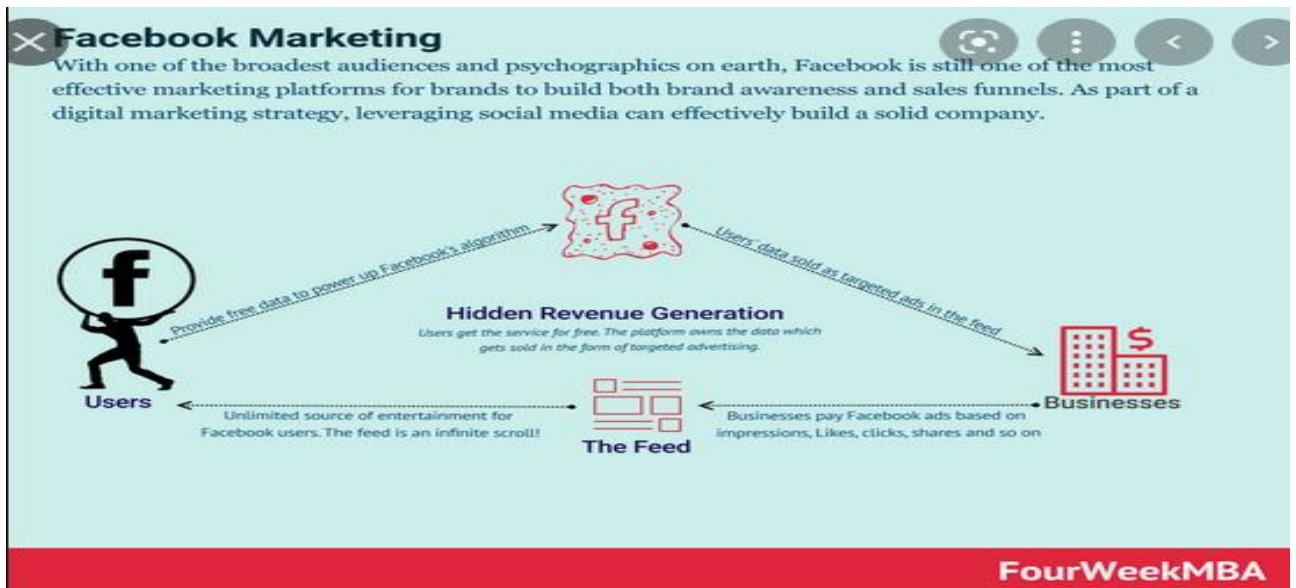 Facebook Marketing
With one of the broadest audiences and psychographics on earth, Facebook is still one of the most
effective marketing platforms for brands to build both brand awareness and sales funnels. As part of a
digital marketing strategy, leveraging social media can effectively build a solid company.
f
f
Provide free data to power up Facebook's algorithm
Users' data sold as targeted ads in the feed
Hidden Revenue Generation
Users get the service for free. The platform owns the data which
gets sold in the form of targeted advertising.
$
Users
Businesses
Unlimited source of entertainment for
Facebook users. The feed is an infinite scroll!
Businesses pay Facebook ads based on
impressions, Likes, clicks, shares and so on
The Feed
FourWeekMBA